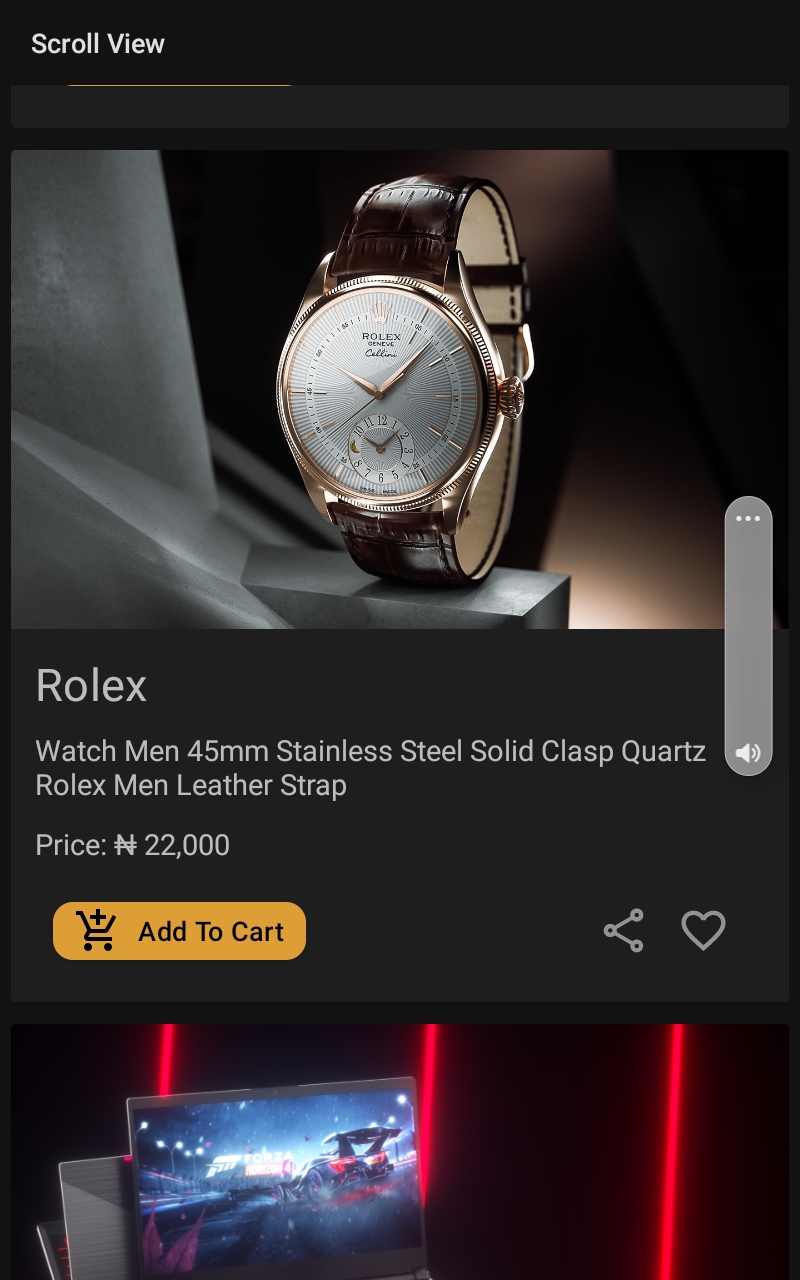 Scroll View
ROLEX
GENEVE
Cellini
Rolex
Watch Men 45mm Stainless Steel Solid Clasp Quartz
Rolex Men Leather Strap
Price: ₦ 22,000
Add To Cart
FORZA
HORIZON 4